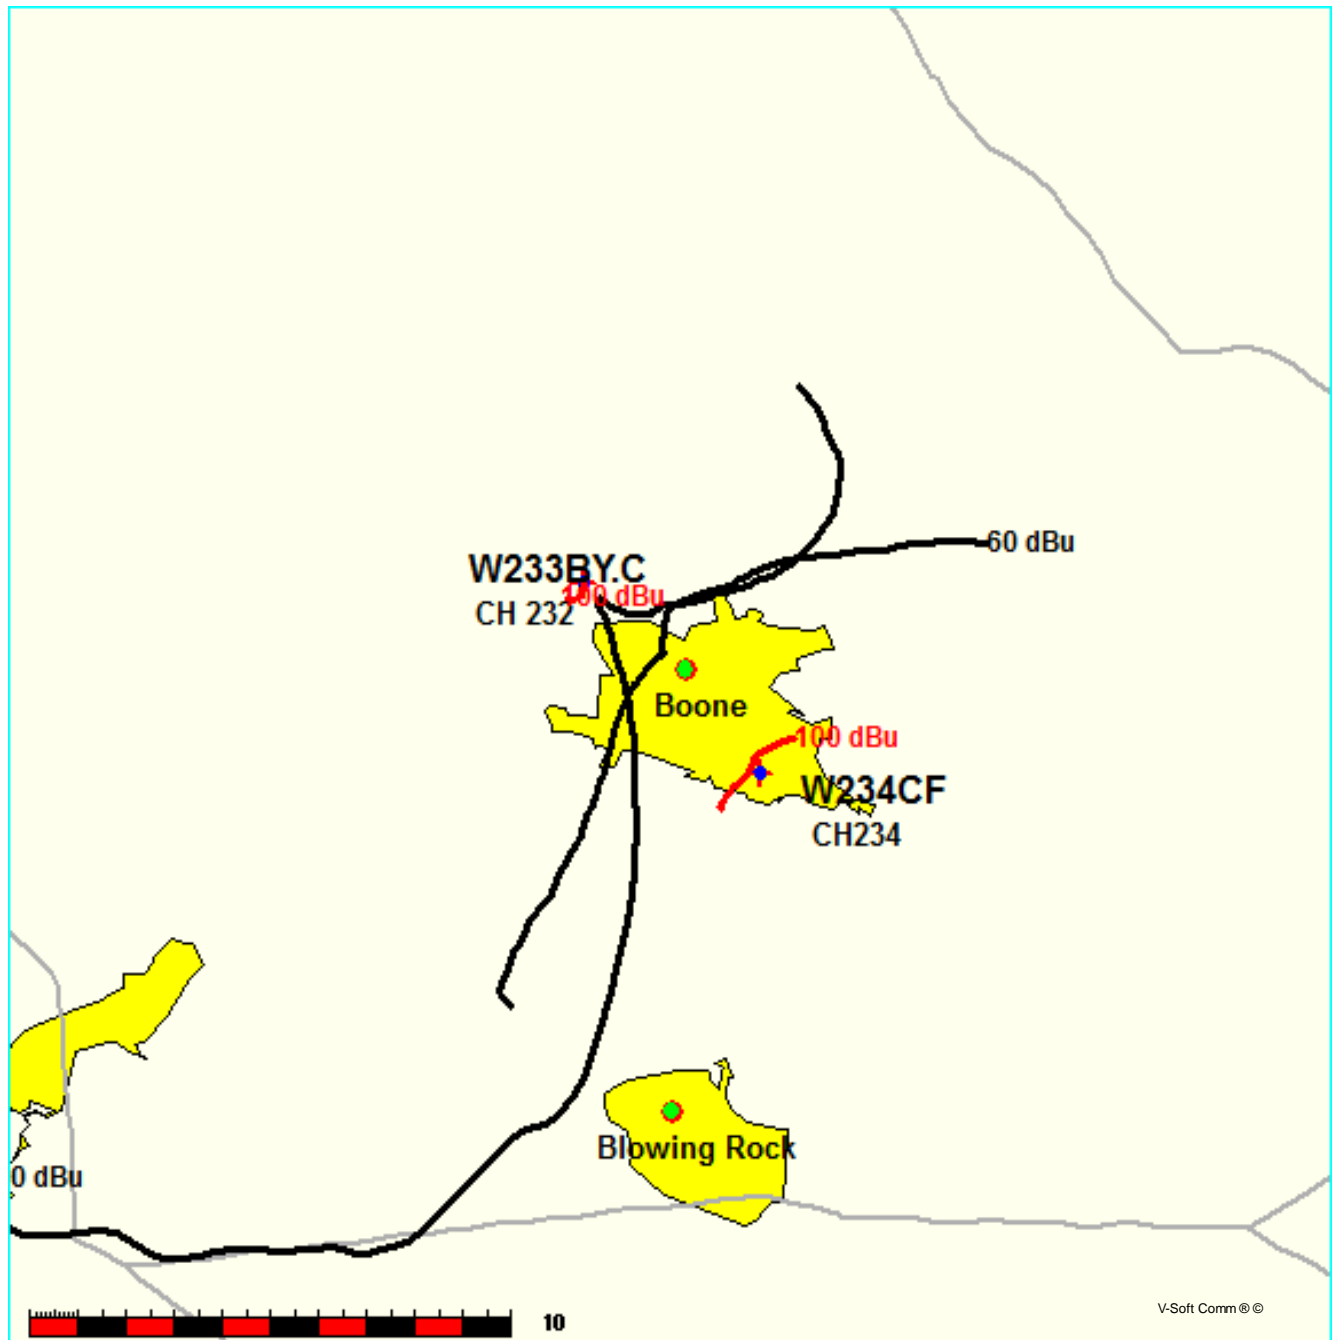 60 dBu
W233BY.C
100 dBu
CH 232
Boone
100 dBu
W234CF
CH234
Blowing Rock
0 dBu
V-Soft Comm ® ©
10